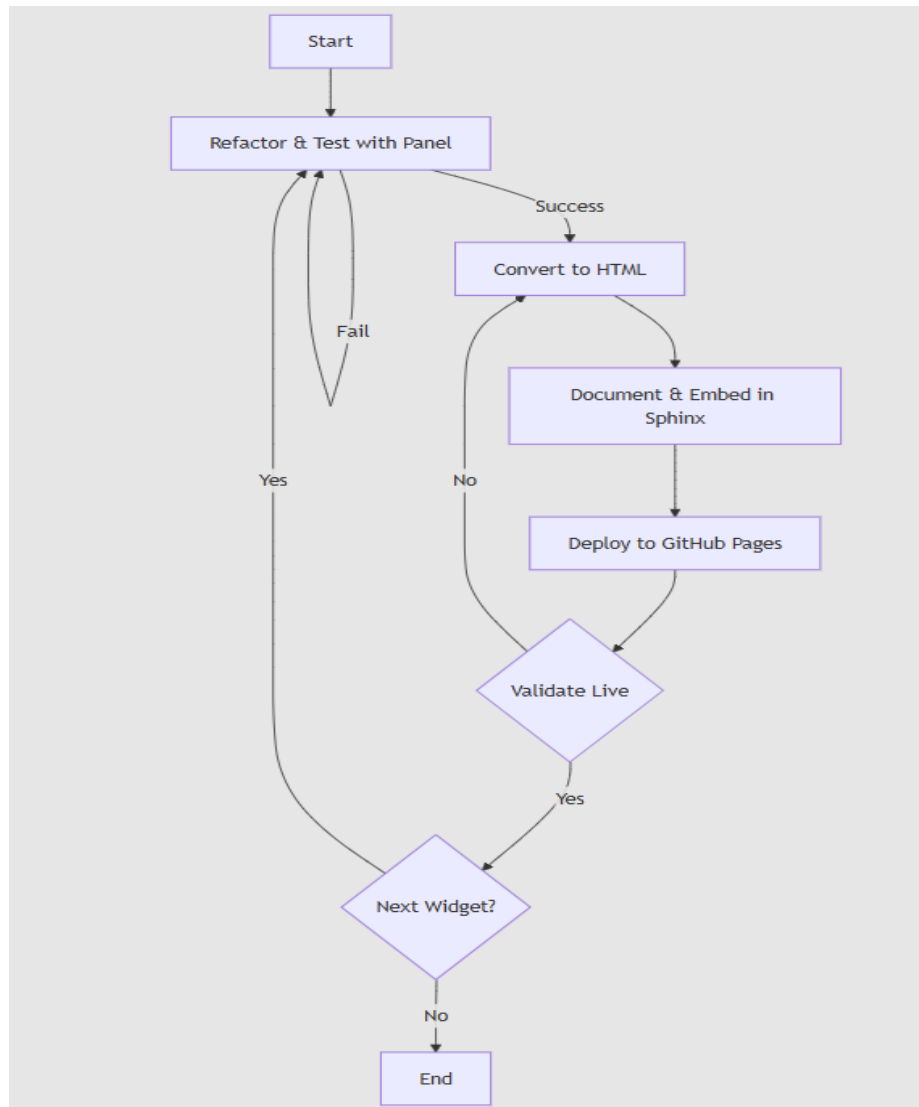 Start
Refactor & Test with Panel
Success
Convert to HTML
Fail
Document & Embed in
Sphinx
Yes
No
Deploy to GitHub Pages
Validate Live
Yes
Next Widget?
No
End